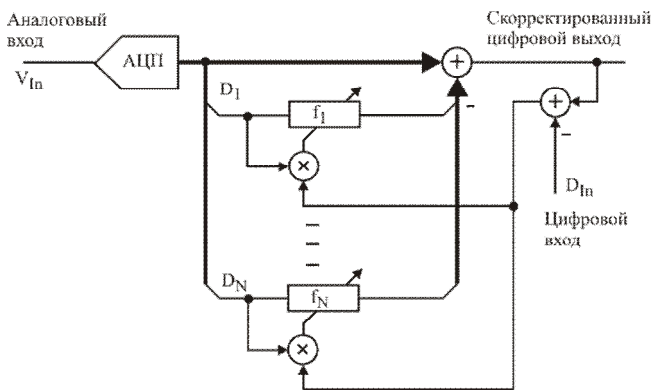 Аналоговый
вход
V_In
АЦП
Скорректированный
цифровой выход
+
D_1
f_1
-
+
-
×
D_In
Цифровой
вход
D_N
f_N
×